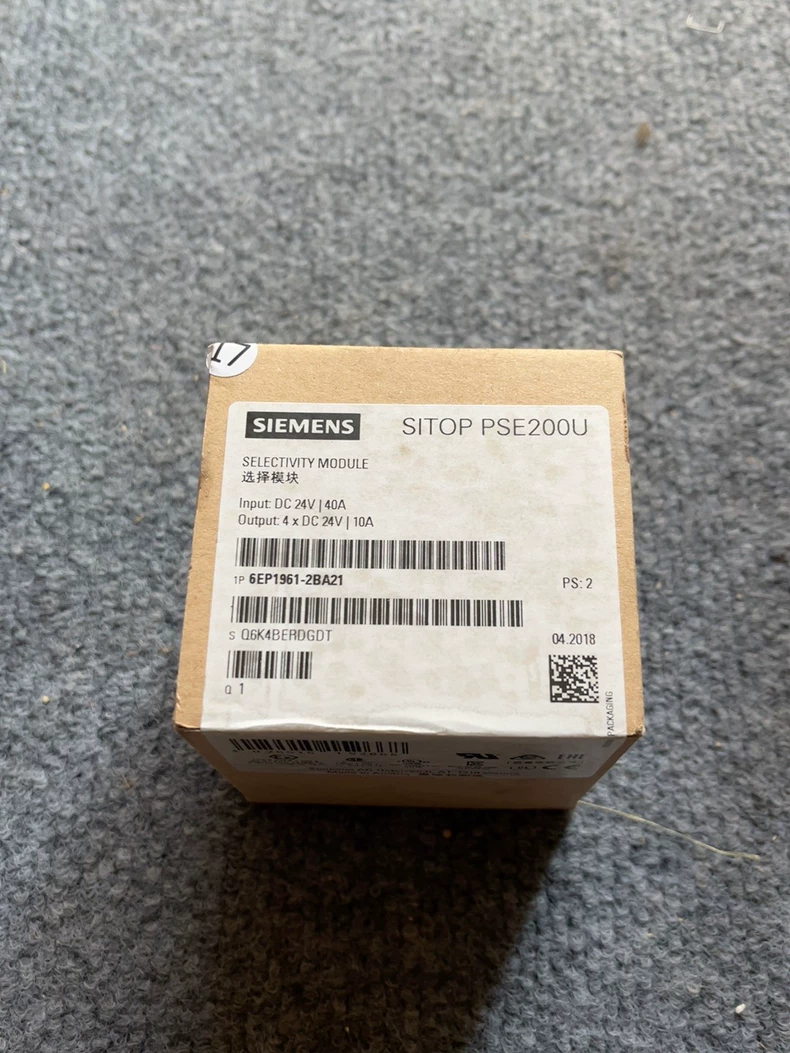 17
SIEMENS SITOP PSE200U
SELECTIVITY MODULE
选择模块
Input: DC 24V | 40A
Output: 4 x DC 24V | 10A
1P 6EP1961-2BA21 PS: 2
S Q6K4BERDGDT 04.2018
Q 1
PACKAGING
EAC